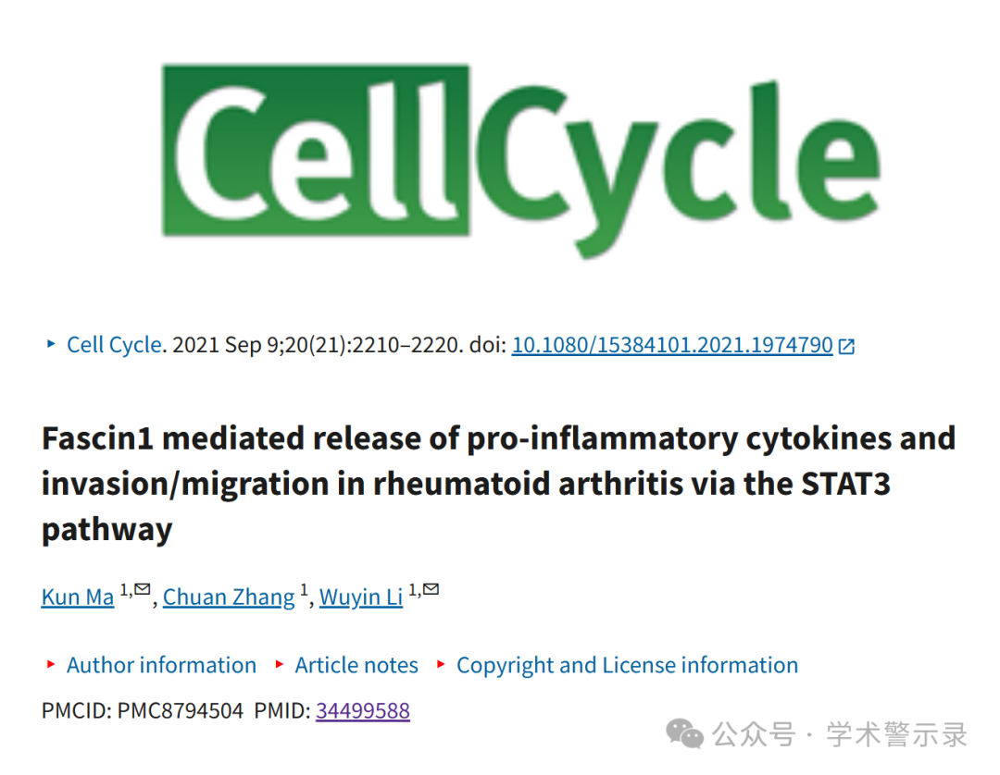 CellCycle
Cell Cycle. 2021 Sep 9;20(21):2210–2220. doi: 10.1080/15384101.2021.1974790
Fascin1 mediated release of pro-inflammatory cytokines and
invasion/migration in rheumatoid arthritis via the STAT3
pathway
Kun Ma 1,✉, Chuan Zhang 1, Wuyin Li 1,✉
Author information Article notes Copyright and License information
PMCID: PMC8794504 PMID: 34499588
公众号 · 学术警示录